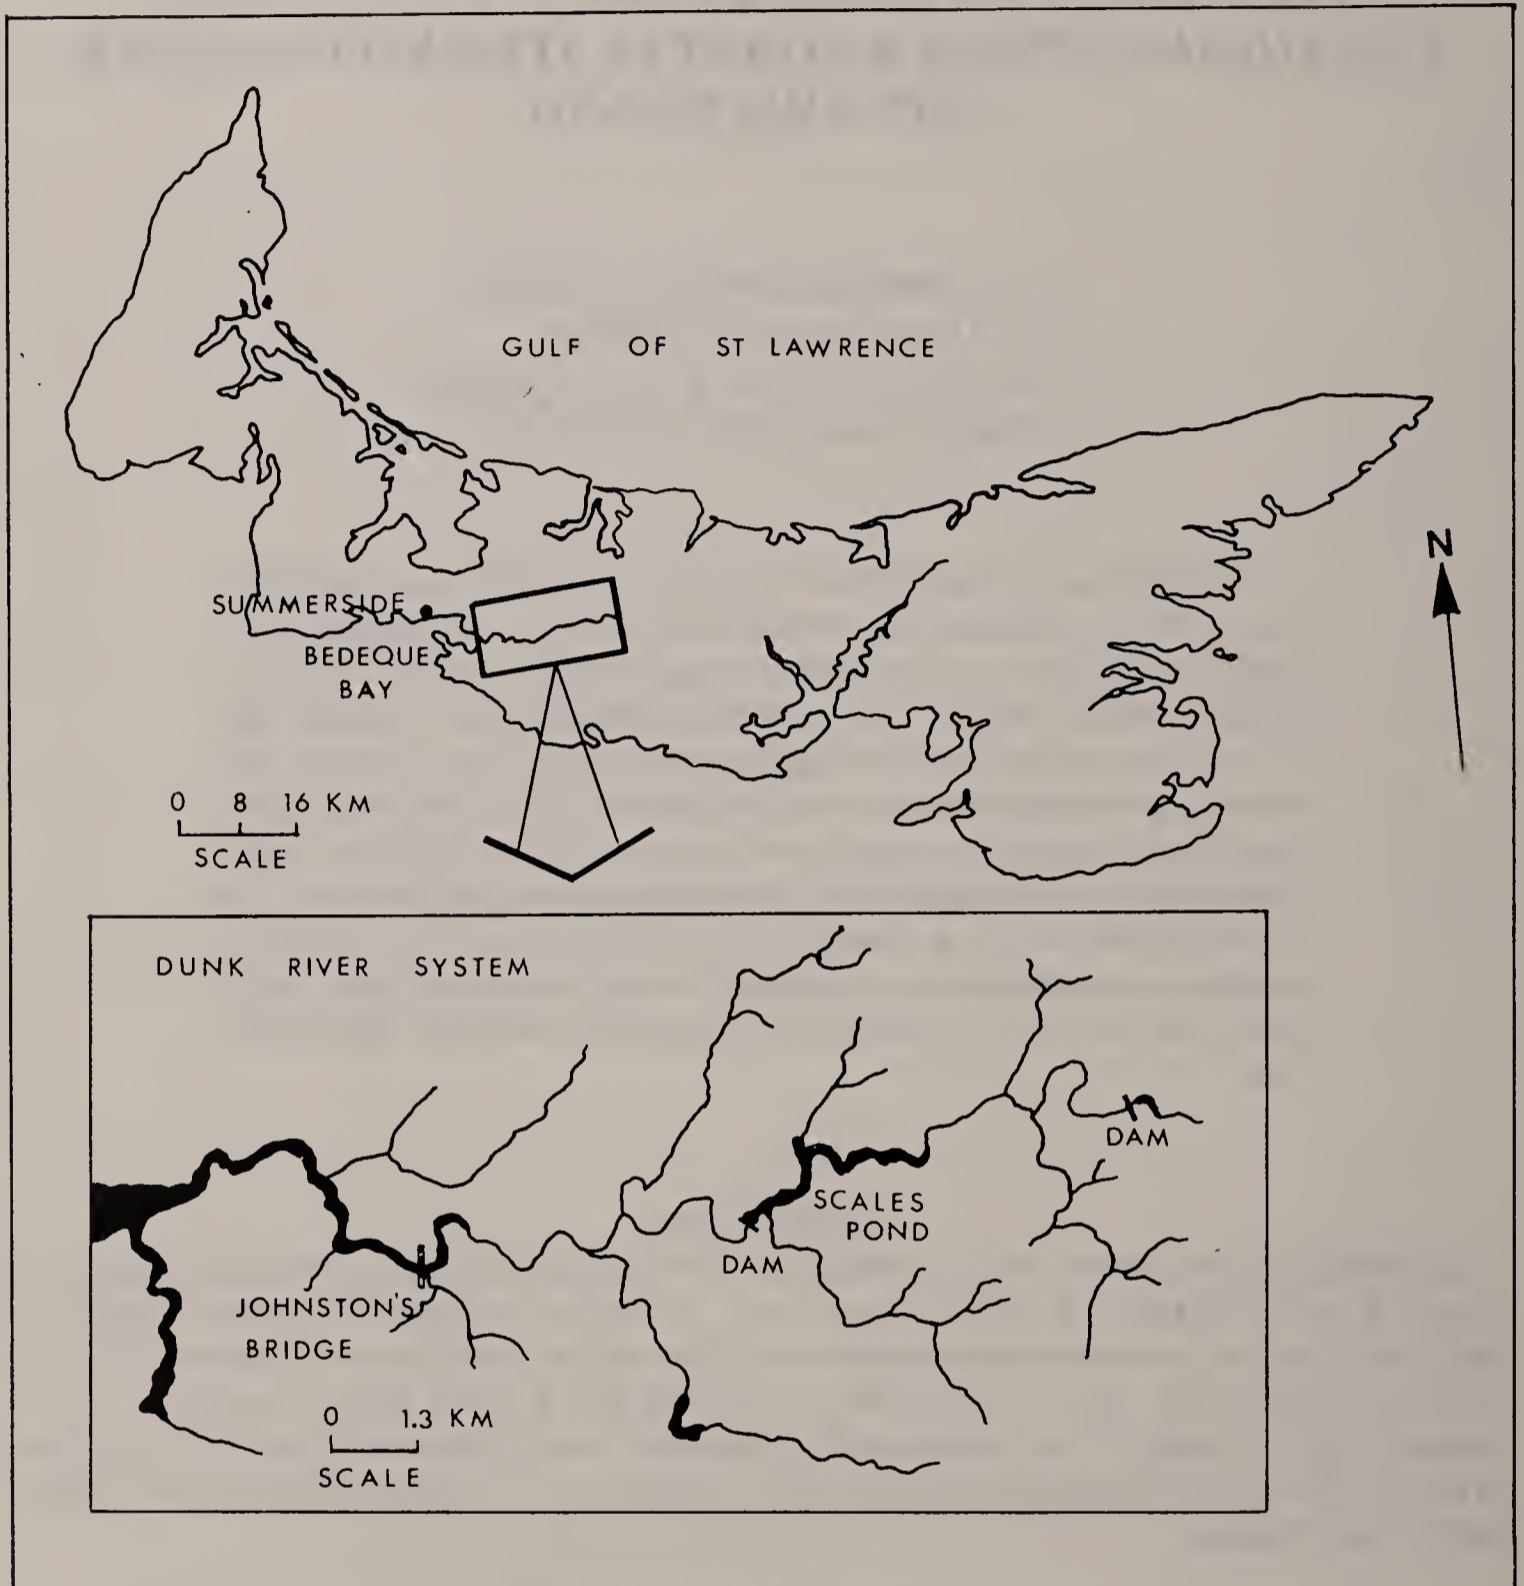 GULF OF ST LAWRENCE
N
SUMMERSIDE
BEDEQUE
BAY
0 8 16 KM
SCALE
DUNK RIVER SYSTEM
DAM
SCALES
POND
DAM
JOHNSTON'S
BRIDGE
0 1.3 KM
SCALE